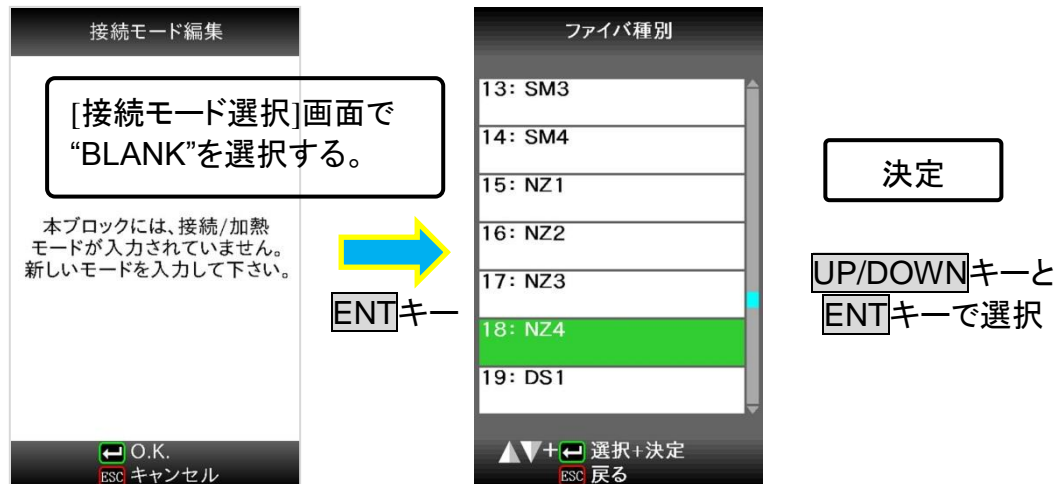 接続モード編集
[接続モード選択]画面で
“BLANK”を選択する。
本ブロックには、接続/加熱
モードが入力されていません。
新しいモードを入力して下さい。
O.K.
ESC キャンセル
ENTキー
ファイバ種別
13: SM3
14: SM4
15: NZ1
16: NZ2
17: NZ3
18: NZ4
19: DS1
+ 選択+決定
ESC 戻る
決定
UP/DOWNキーと
ENTキーで選択